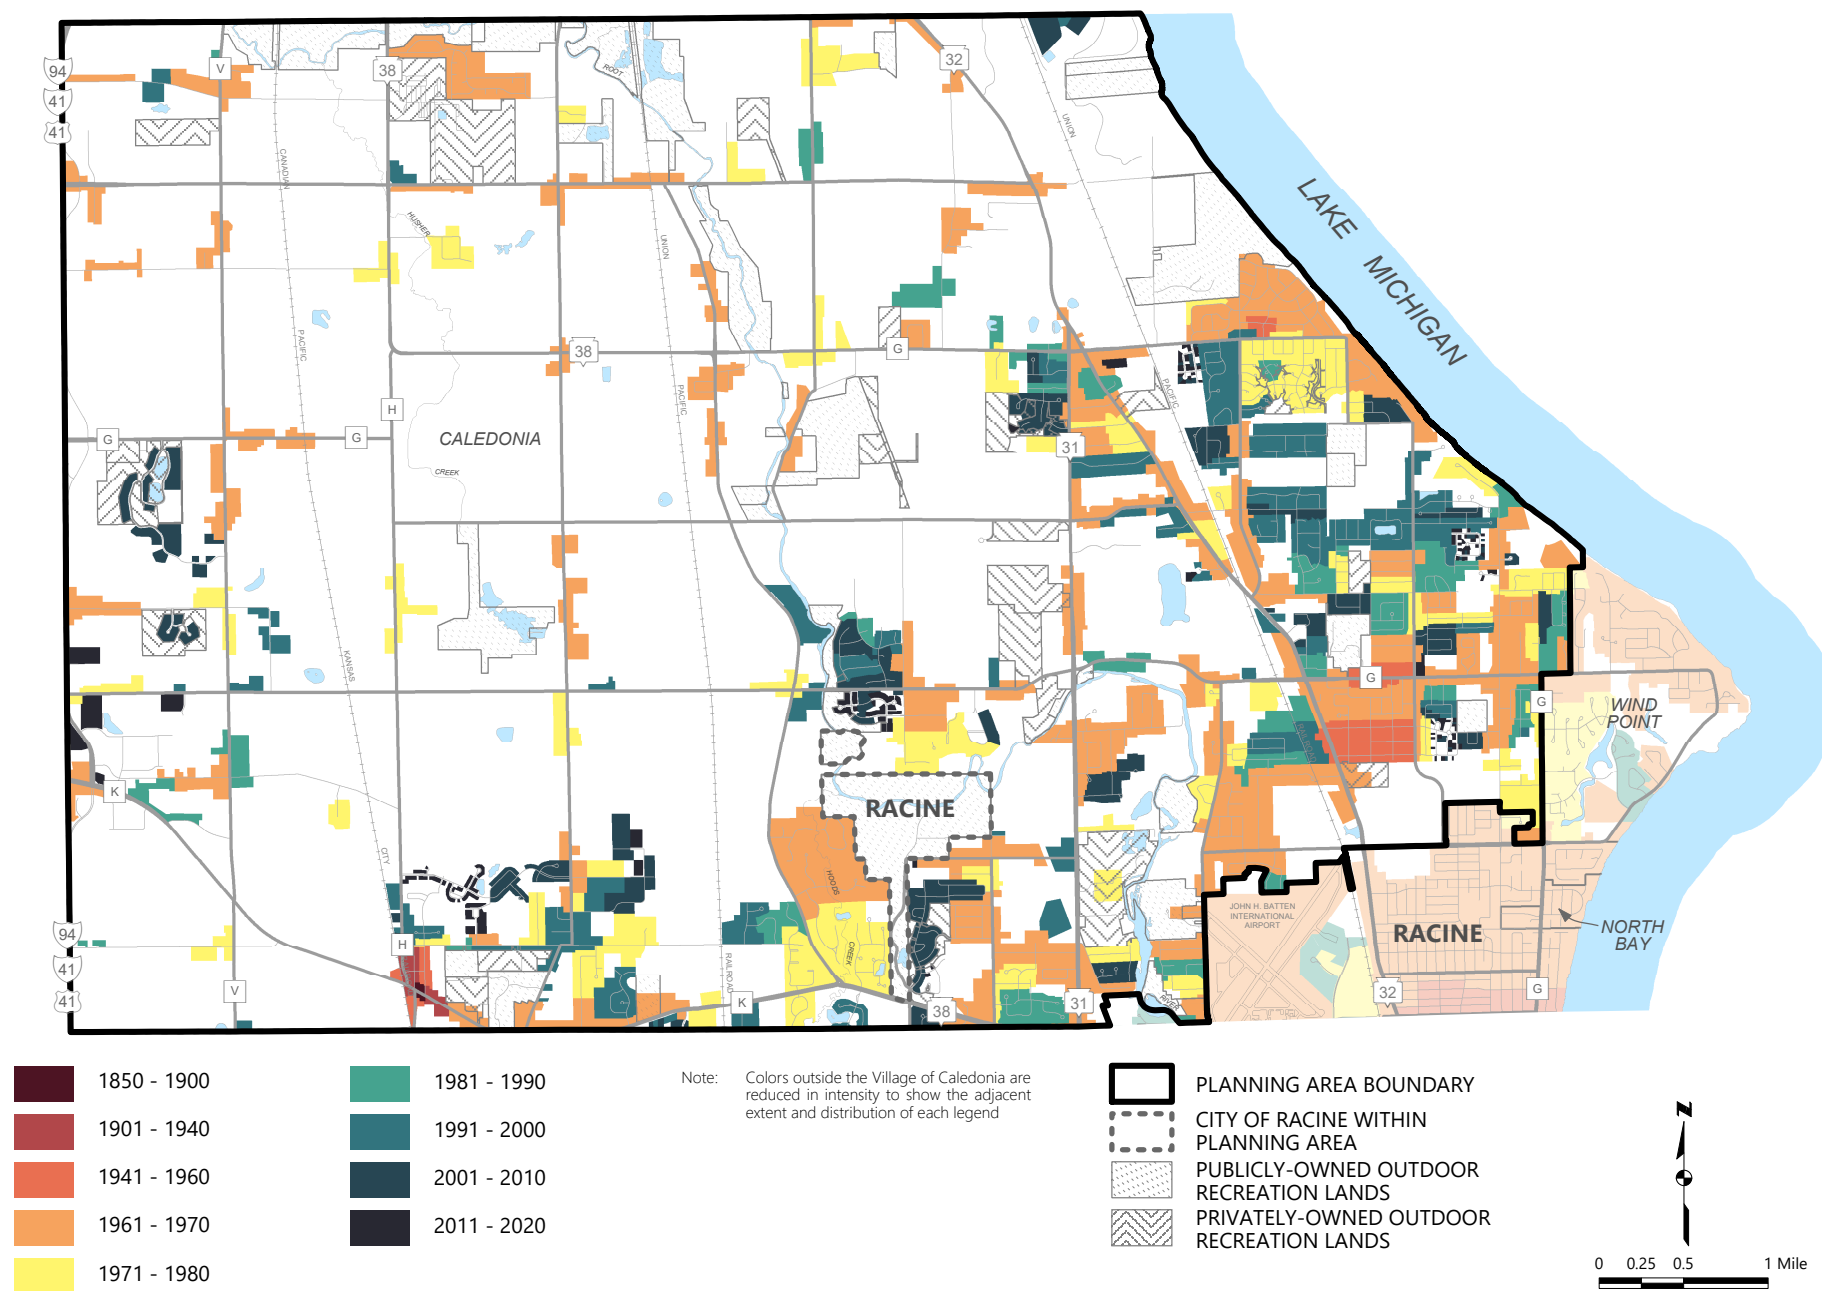 94
41
41
V
38
32
ROOT
UNION
CANADIAN
HUSHER
UNION
LAKE
MICHIGAN
PACIFIC
38
G
PACIFIC
PACIFIC
H
G
G
CALEDONIA
31
CREEK
KANSAS
G
G
WIND
POINT
RAILROAD
K
RACINE
CITY
HOODS
CREEK
JOHN H. BATTEN
INTERNATIONAL
AIRPORT
RACINE
NORTH
BAY
94
41
41
H
V
RAILROAD
K
38
31
RIVER
32
G
1850 - 1900
1901 - 1940
1941 - 1960
1961 - 1970
1971 - 1980
1981 - 1990
1991 - 2000
2001 - 2010
2011 - 2020
Note: Colors outside the Village of Caledonia are
reduced in intensity to show the adjacent
extent and distribution of each legend
PLANNING AREA BOUNDARY
CITY OF RACINE WITHIN
PLANNING AREA
PUBLICLY-OWNED OUTDOOR
RECREATION LANDS
PRIVATELY-OWNED OUTDOOR
RECREATION LANDS
N
0 0.25 0.5 1 Mile